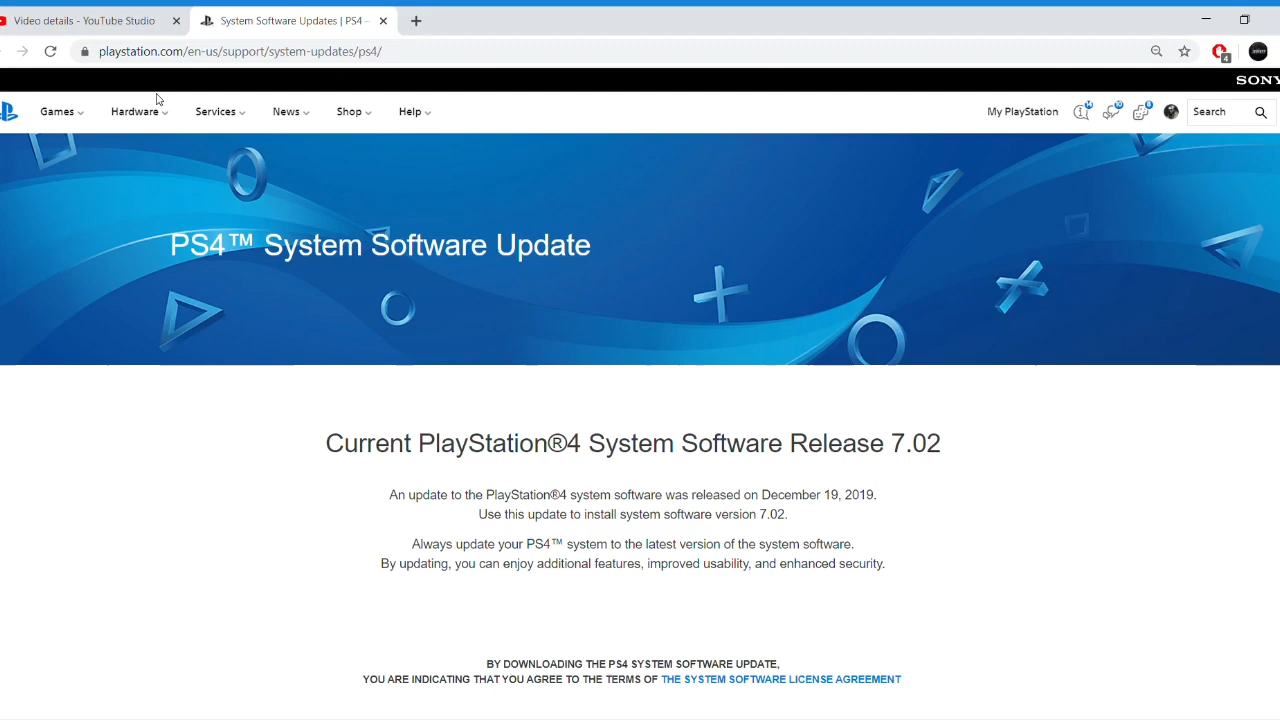 Video details - YouTube Studio
System Software Updates | PS4 –
playstation.com/en-us/support/system-updates/ps4/
4
SONY
Games
Hardware
Services
News
Shop
Help
My PlayStation
14
10
8
Search
PS4™ System Software Update
Current PlayStation®4 System Software Release 7.02
An update to the PlayStation®4 system software was released on December 19, 2019.
Use this update to install system software version 7.02.
Always update your PS4™ system to the latest version of the system software.
By updating, you can enjoy additional features, improved usability, and enhanced security.
BY DOWNLOADING THE PS4 SYSTEM SOFTWARE UPDATE,
YOU ARE INDICATING THAT YOU AGREE TO THE TERMS OF THE SYSTEM SOFTWARE LICENSE AGREEMENT